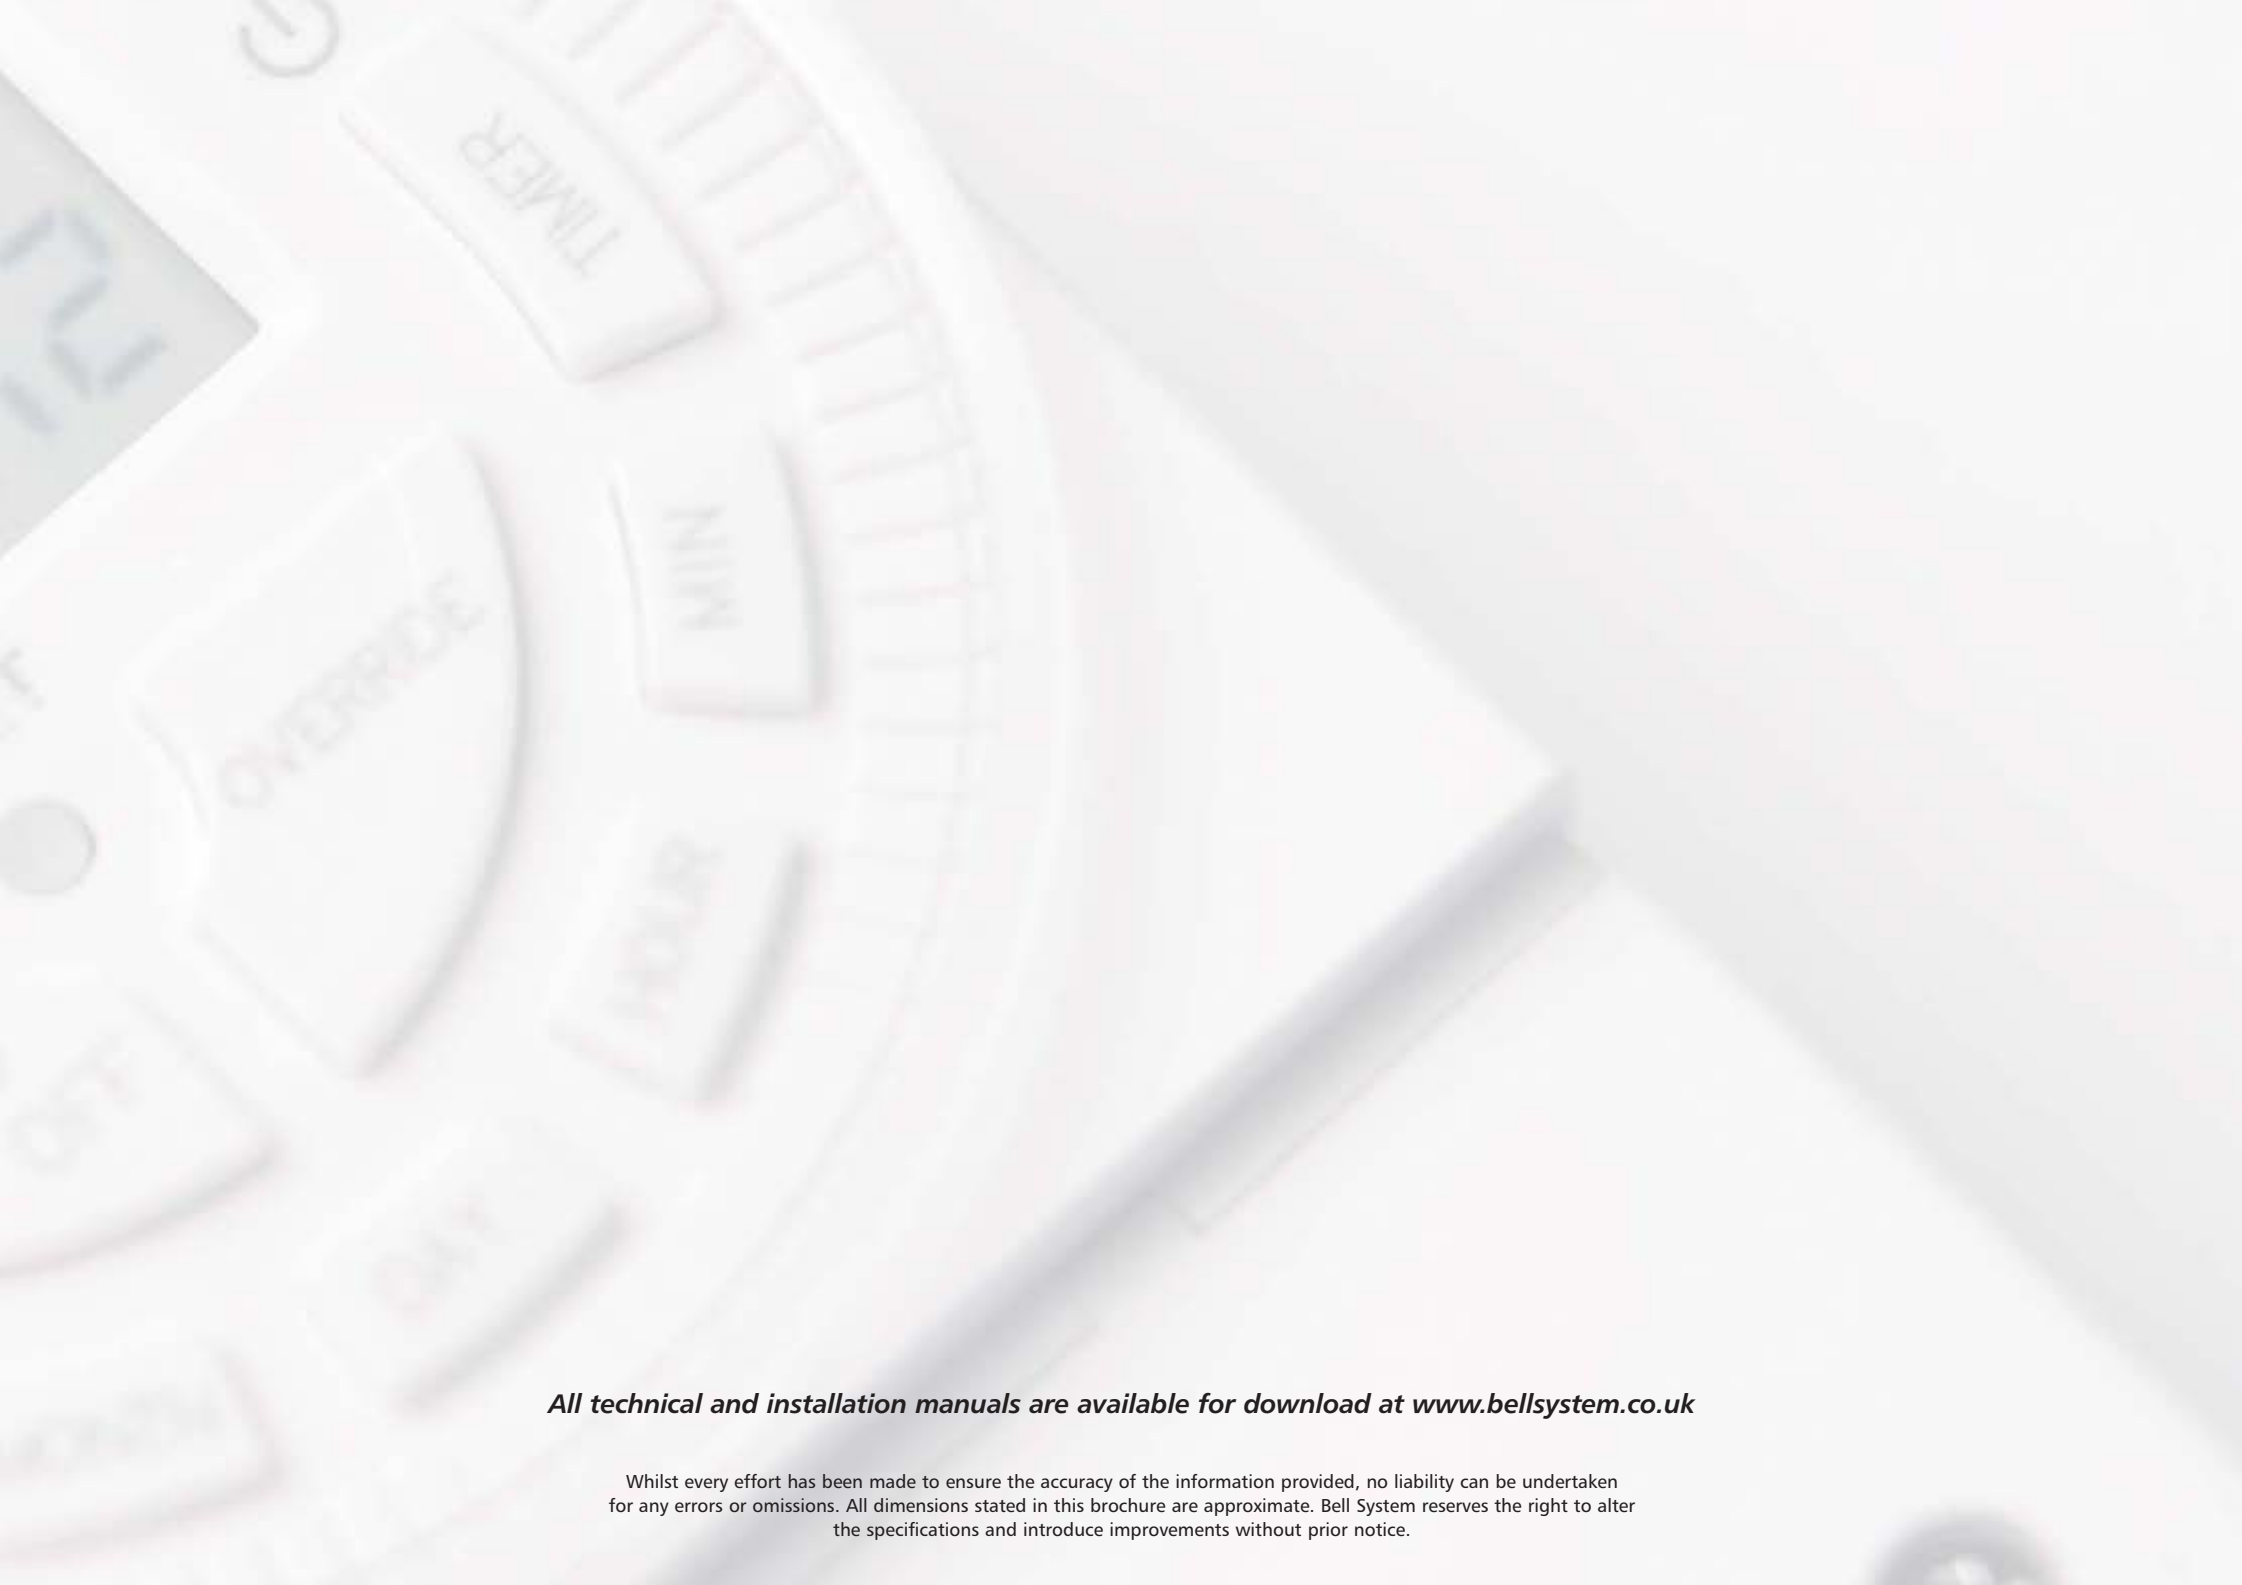 TIMER
MIN
OVERRIDE
HOUR
OFF
DAY
All technical and installation manuals are available for download at www.bellsystem.co.uk
Whilst every effort has been made to ensure the accuracy of the information provided, no liability can be undertaken
for any errors or omissions. All dimensions stated in this brochure are approximate. Bell System reserves the right to alter
the specifications and introduce improvements without prior notice.